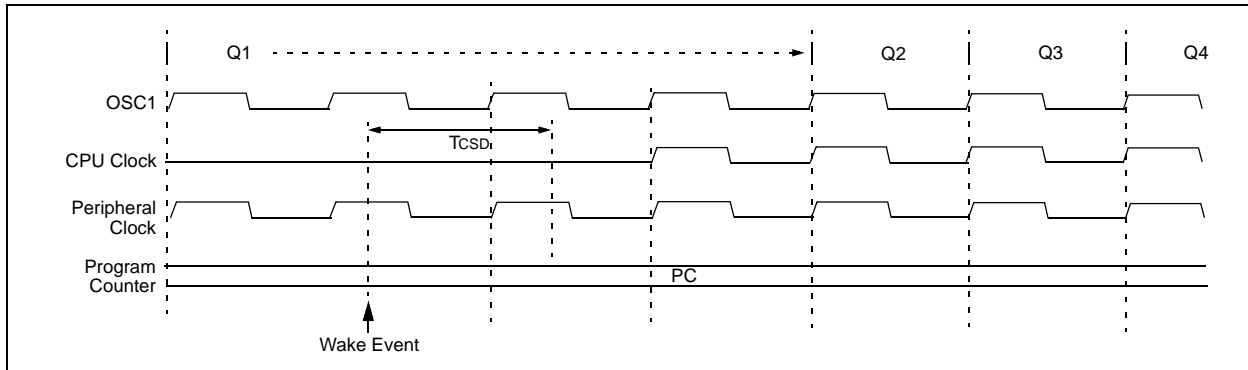 Q1
Q2
Q3
Q4
OSC1
TCSD
CPU Clock
Peripheral
Clock
Program
Counter
PC
Wake Event